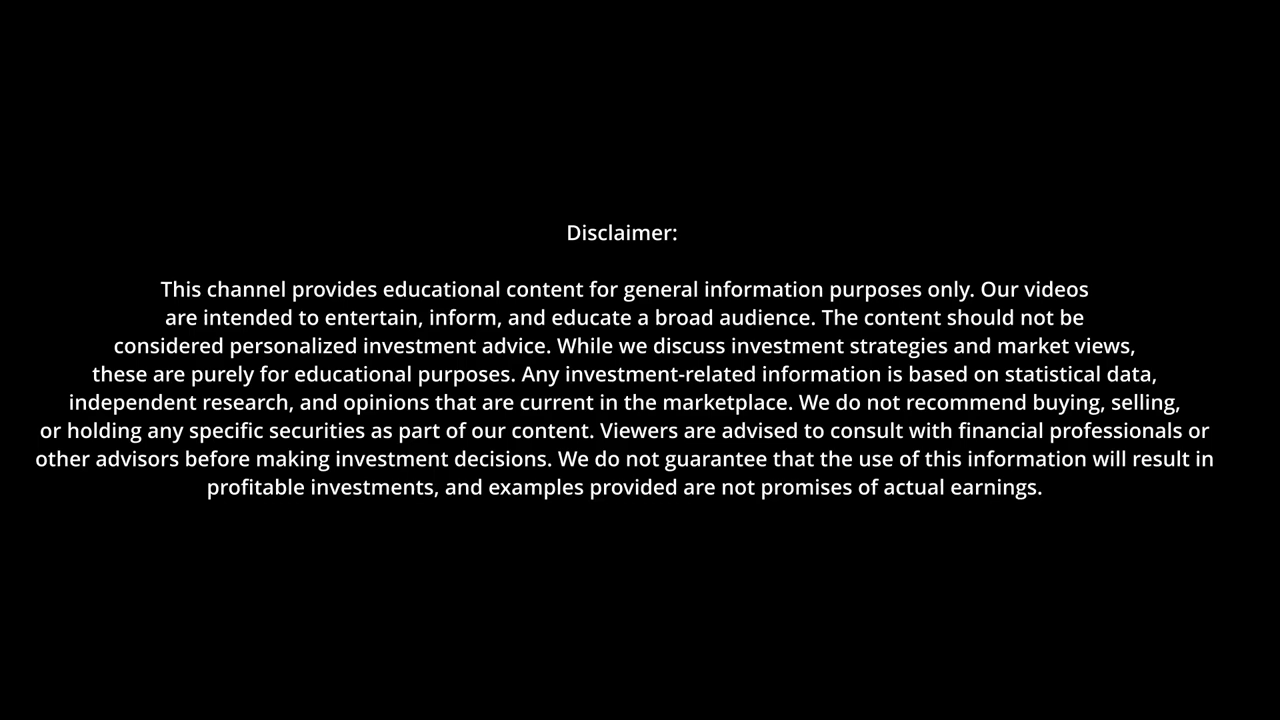 Disclaimer:
This channel provides educational content for general information purposes only. Our videos
are intended to entertain, inform, and educate a broad audience. The content should not be
considered personalized investment advice. While we discuss investment strategies and market views,
these are purely for educational purposes. Any investment-related information is based on statistical data,
independent research, and opinions that are current in the marketplace. We do not recommend buying, selling,
or holding any specific securities as part of our content. Viewers are advised to consult with financial professionals or
other advisors before making investment decisions. We do not guarantee that the use of this information will result in
profitable investments, and examples provided are not promises of actual earnings.